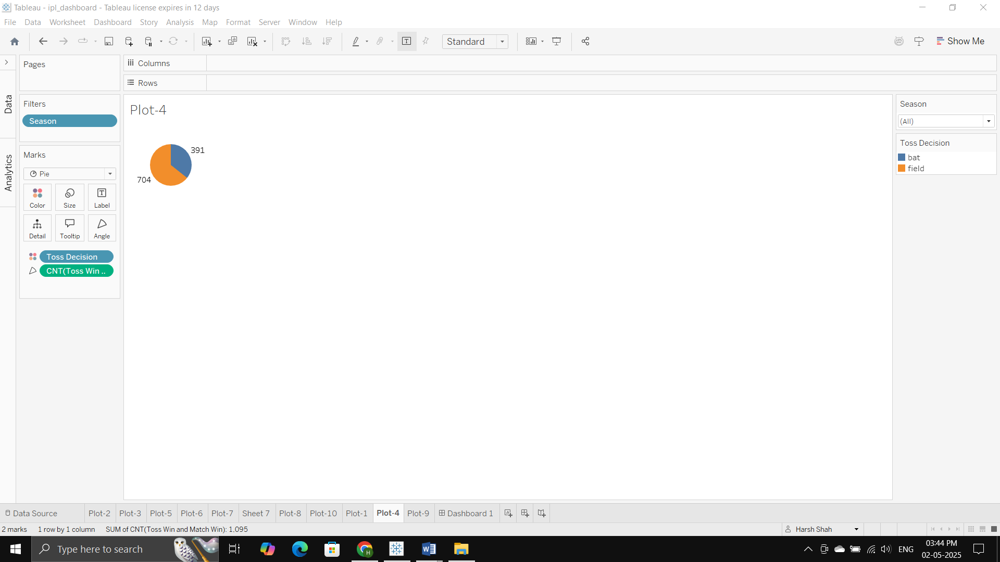 Tableau - ipl_dashboard - Tableau license expires in 12 days
File Data Worksheet Dashboard Story Analysis Map Format Server Window Help
Standard
Show Me
Pages
Columns
Rows
Data
Analytics
Filters
Season
Marks
Pie
Color Size Label
Detail Tooltip Angle
Toss Decision
CNT(Toss Win ..
Plot-4
391
704
Season
(All)
Toss Decision
bat
field
Data Source Plot-2 Plot-3 Plot-5 Plot-6 Plot-7 Sheet 7 Plot-8 Plot-10 Plot-1 Plot-4 Plot-9 Dashboard 1
2 marks 1 row by 1 column SUM of CNT(Toss Win and Match Win): 1,095
Harsh Shah
Type here to search
H
W
ENG
03:44 PM
02-05-2025